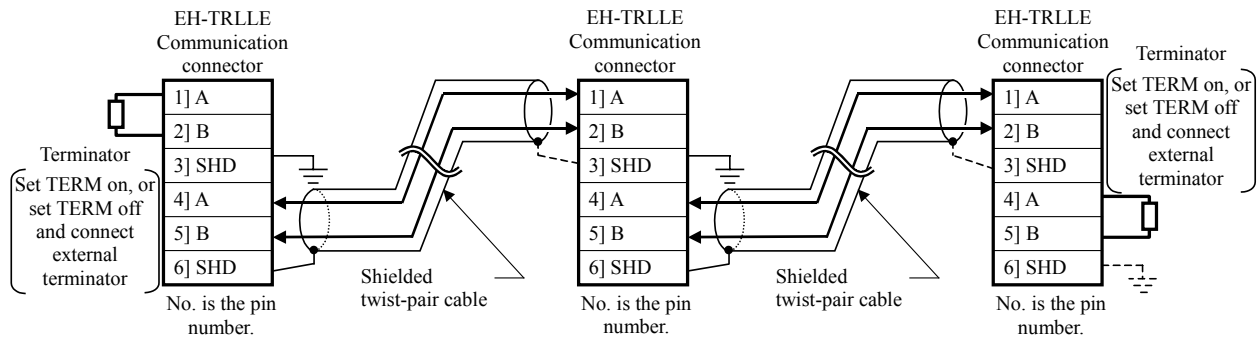 EH-TRLLE
Communication
connector
1] A
2] B
3] SHD
4] A
5] B
6] SHD
No. is the pin
number.
Terminator
Set TERM on, or
set TERM off
and connect
external
terminator
Shielded
twist-pair cable
EH-TRLLE
Communication
connector
1] A
2] B
3] SHD
4] A
5] B
6] SHD
No. is the pin
number.
Shielded
twist-pair cable
EH-TRLLE
Communication
connector
1] A
2] B
3] SHD
4] A
5] B
6] SHD
No. is the pin
number.
Terminator
Set TERM on, or
set TERM off
and connect
external
terminator